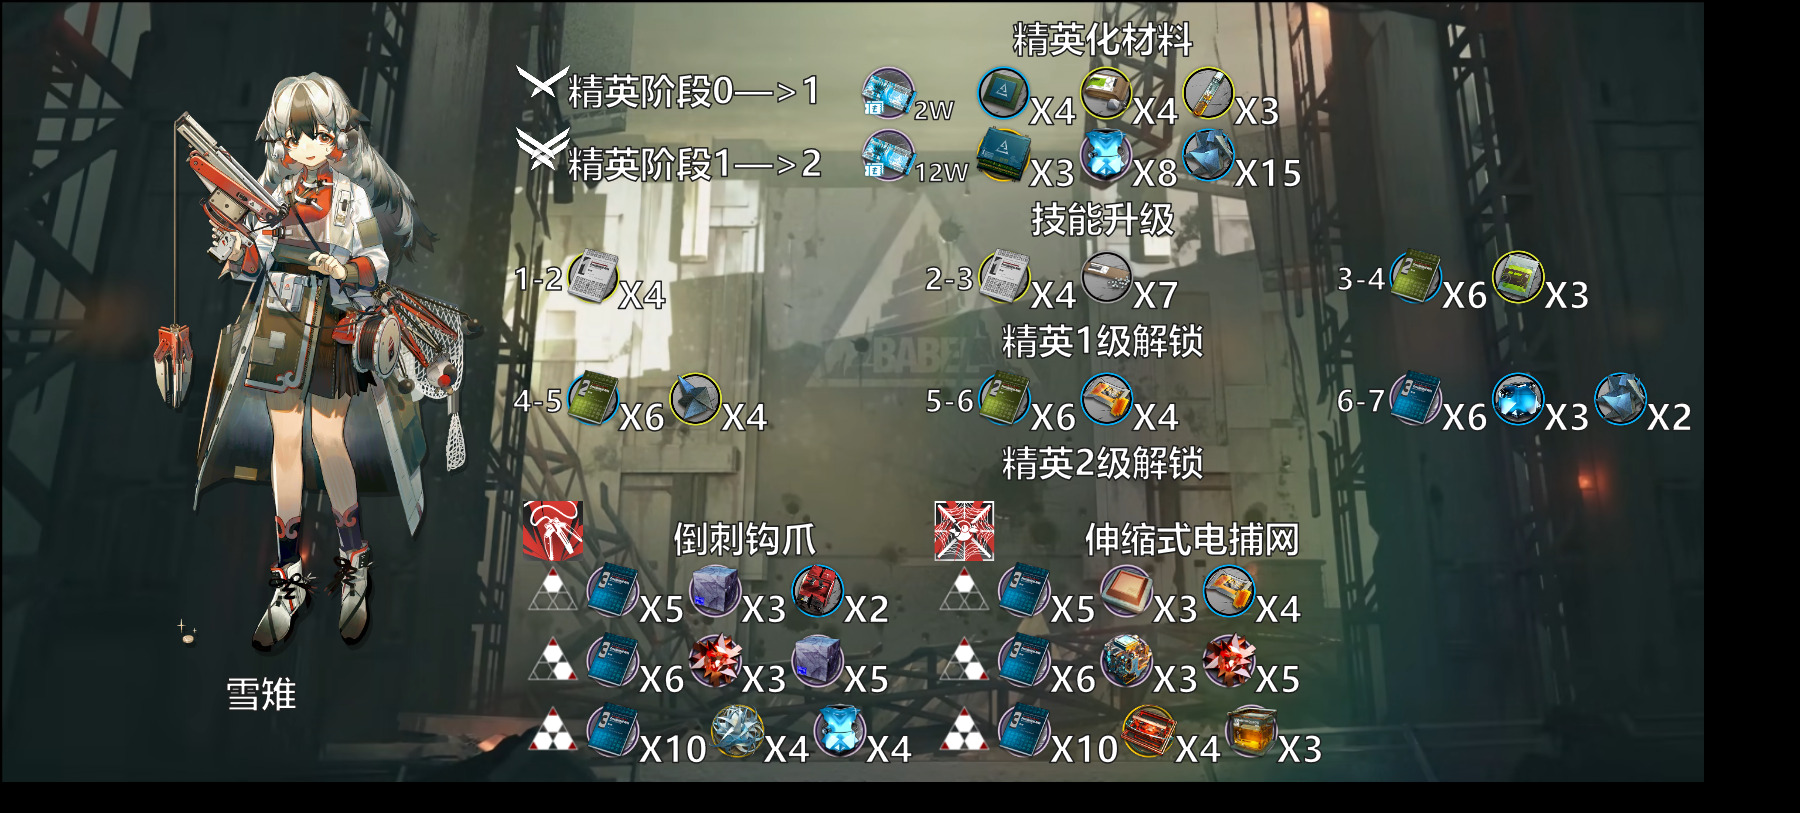 精英化材料
精英阶段0—>1 2W X4 X4 X3
精英阶段1—>2 12W X3 X8 X15
技能升级
1-2 X4 2-3 X4 X7 3-4 X6 X3
BABEL
精英1级解锁
4-5 X6 X4 5-6 X6 X4 6-7 X6 X3 X2
精英2级解锁
倒刺钩爪 伸缩式电捕网
X5 X3 X2 X5 X3 X4
X6 X3 X5 X6 X3 X5
雪雉
X10 X4 X4 X10 X4 X3